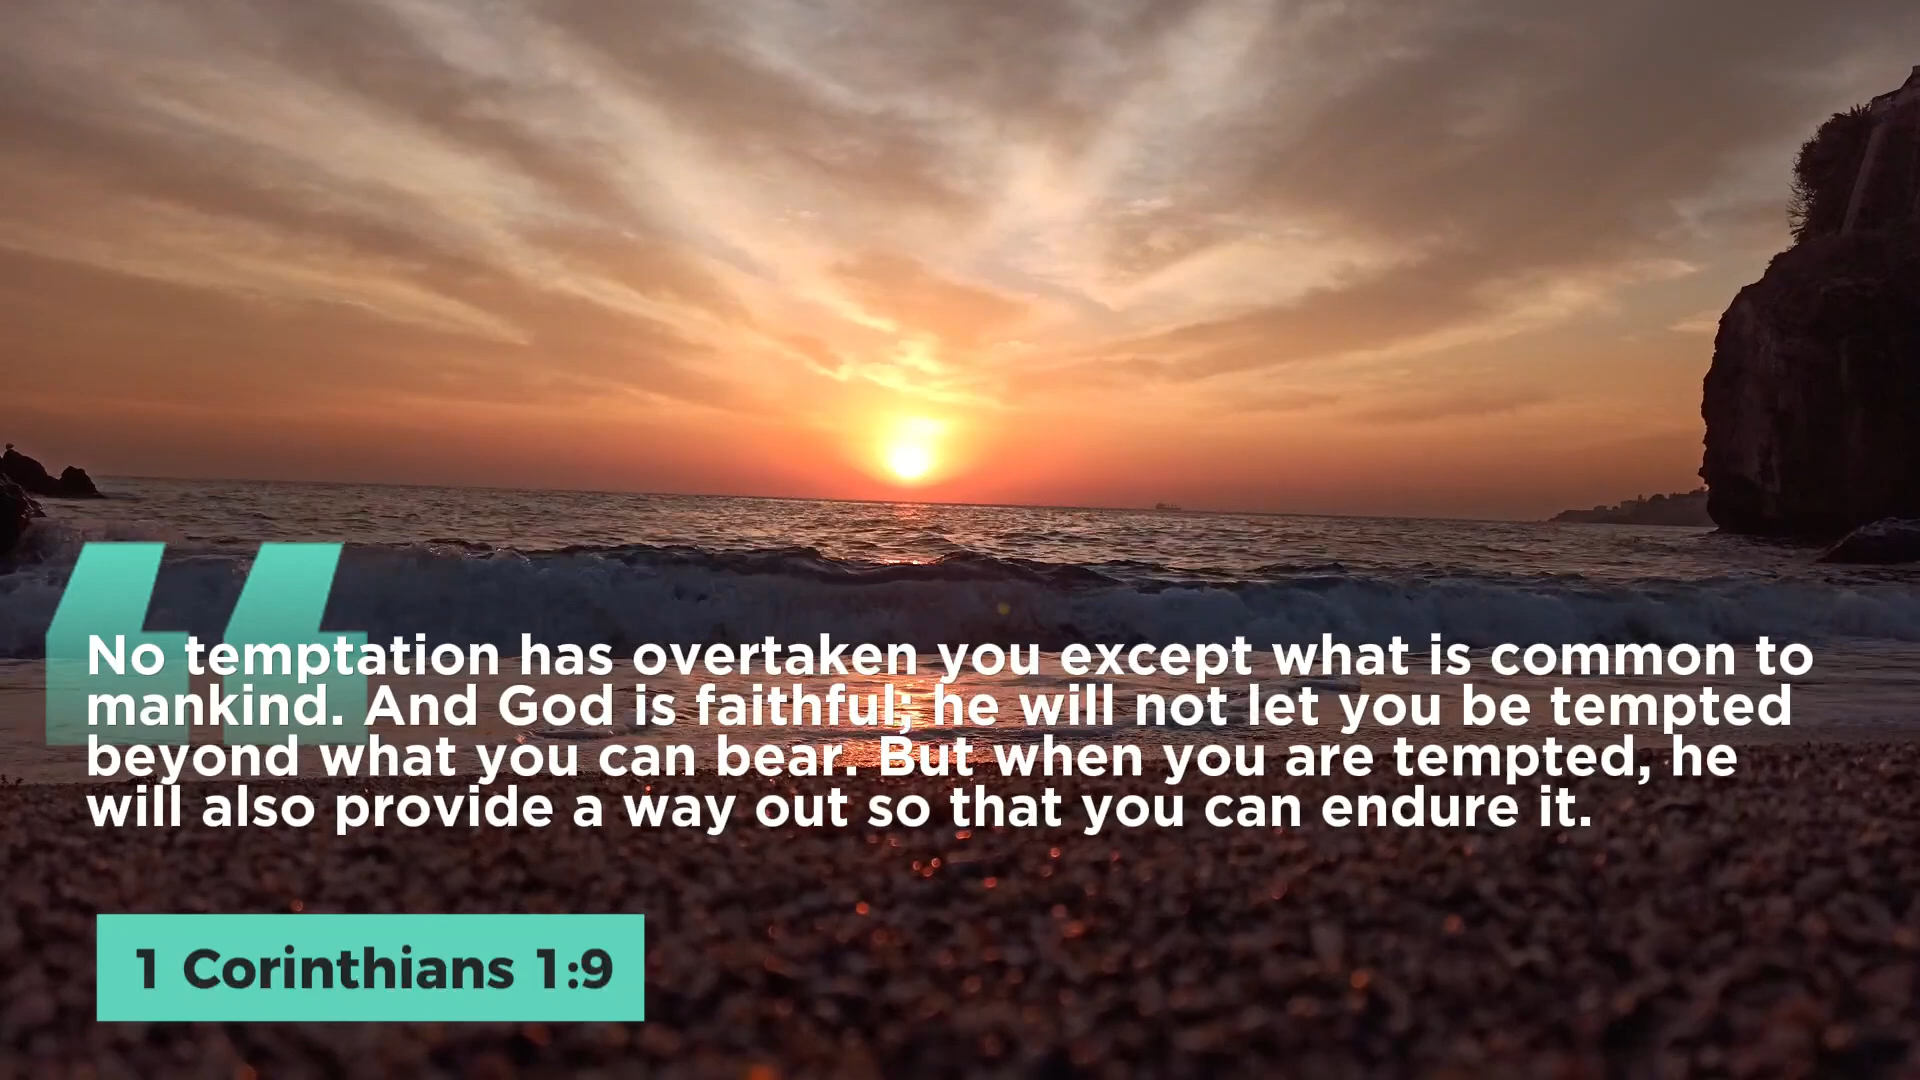 No temptation has overtaken you except what is common to
mankind. And God is faithful; he will not let you be tempted
beyond what you can bear. But when you are tempted, he
will also provide a way out so that you can endure it.
1 Corinthians 1:9